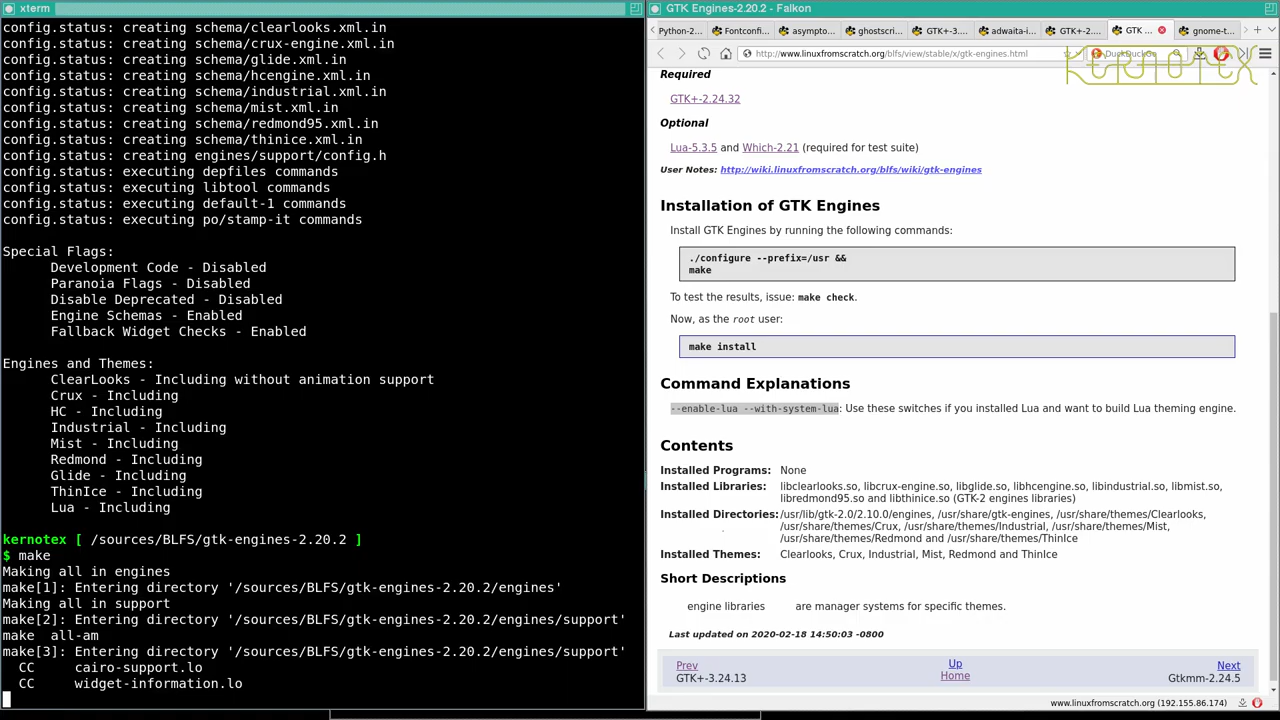 xterm
config.status: creating schema/clearlooks.xml.in
config.status: creating schema/crux-engine.xml.in
config.status: creating schema/glide.xml.in
config.status: creating schema/hcengine.xml.in
config.status: creating schema/industrial.xml.in
config.status: creating schema/mist.xml.in
config.status: creating schema/redmond95.xml.in
config.status: creating schema/thinice.xml.in
config.status: creating engines/support/config.h
config.status: executing depfiles commands
config.status: executing libtool commands
config.status: executing default-1 commands
config.status: executing po/stamp-it commands
Special Flags:
Development Code - Disabled
Paranoia Flags - Disabled
Disable Deprecated - Disabled
Engine Schemas - Enabled
Fallback Widget Checks - Enabled
Engines and Themes:
ClearLooks - Including without animation support
Crux - Including
HC - Including
Industrial - Including
Mist - Including
Redmond - Including
Glide - Including
ThinIce - Including
Lua - Including
kernotex [ /sources/BLFS/gtk-engines-2.20.2 ]
$ make
Making all in engines
make[1]: Entering directory '/sources/BLFS/gtk-engines-2.20.2/engines'
Making all in support
make[2]: Entering directory '/sources/BLFS/gtk-engines-2.20.2/engines/support'
make  all-am
make[3]: Entering directory '/sources/BLFS/gtk-engines-2.20.2/engines/support'
CC     cairo-support.lo
CC     widget-information.lo
GTK Engines-2.20.2 - Falkon
Python-2... Fontconfi... asympto... ghostscri... GTK+-3.... adwaita-i... GTK+-2.... GTK ... gnome-t...
http://www.linuxfromscratch.org/blfs/view/stable/x/gtk-engines.html DuckDuckGo
KERNOTEX
Required
GTK+-2.24.32
Optional
Lua-5.3.5 and Which-2.21 (required for test suite)
User Notes: http://wiki.linuxfromscratch.org/blfs/wiki/gtk-engines
Installation of GTK Engines
Install GTK Engines by running the following commands:
./configure --prefix=/usr &&
make
To test the results, issue: make check.
Now, as the root user:
make install
Command Explanations
--enable-lua --with-system-lua: Use these switches if you installed Lua and want to build Lua theming engine.
Contents
Installed Programs: None
Installed Libraries: libclearlooks.so, libcrux-engine.so, libglide.so, libhcengine.so, libindustrial.so, libmist.so,
libredmond95.so and libthinice.so (GTK-2 engines libraries)
Installed Directories: /usr/lib/gtk-2.0/2.10.0/engines, /usr/share/gtk-engines, /usr/share/themes/Clearlooks,
/usr/share/themes/Crux, /usr/share/themes/Industrial, /usr/share/themes/Mist,
/usr/share/themes/Redmond and /usr/share/themes/ThinIce
Installed Themes: Clearlooks, Crux, Industrial, Mist, Redmond and ThinIce
Short Descriptions
engine libraries are manager systems for specific themes.
Last updated on 2020-02-18 14:50:03 -0800
Prev Up Next
GTK+-3.24.13 Home Gtkmm-2.24.5
www.linuxfromscratch.org (192.155.86.174)